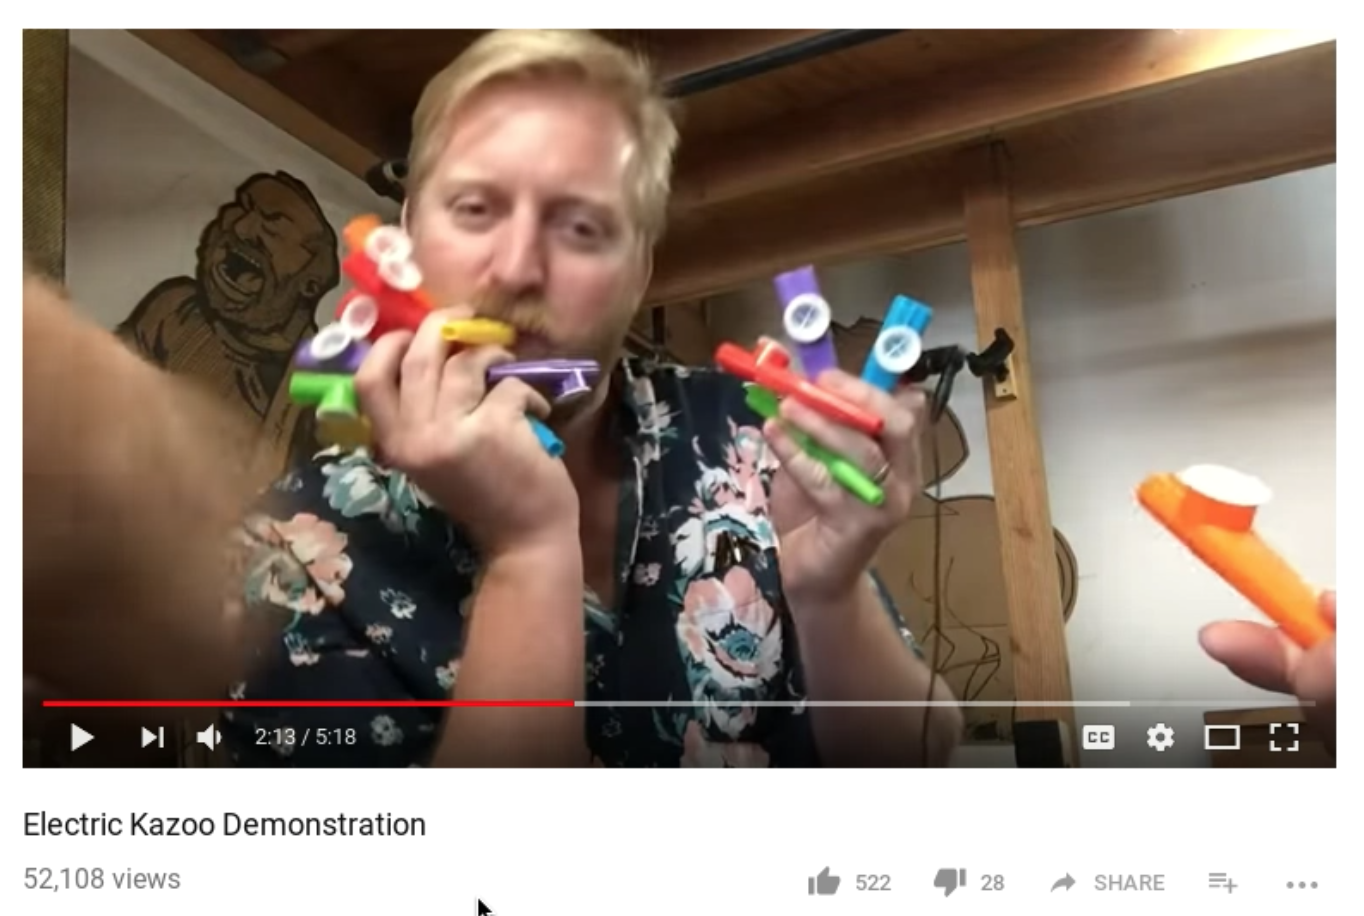 2:13 / 5:18
CC
Electric Kazoo Demonstration
52,108 views
522
28
SHARE